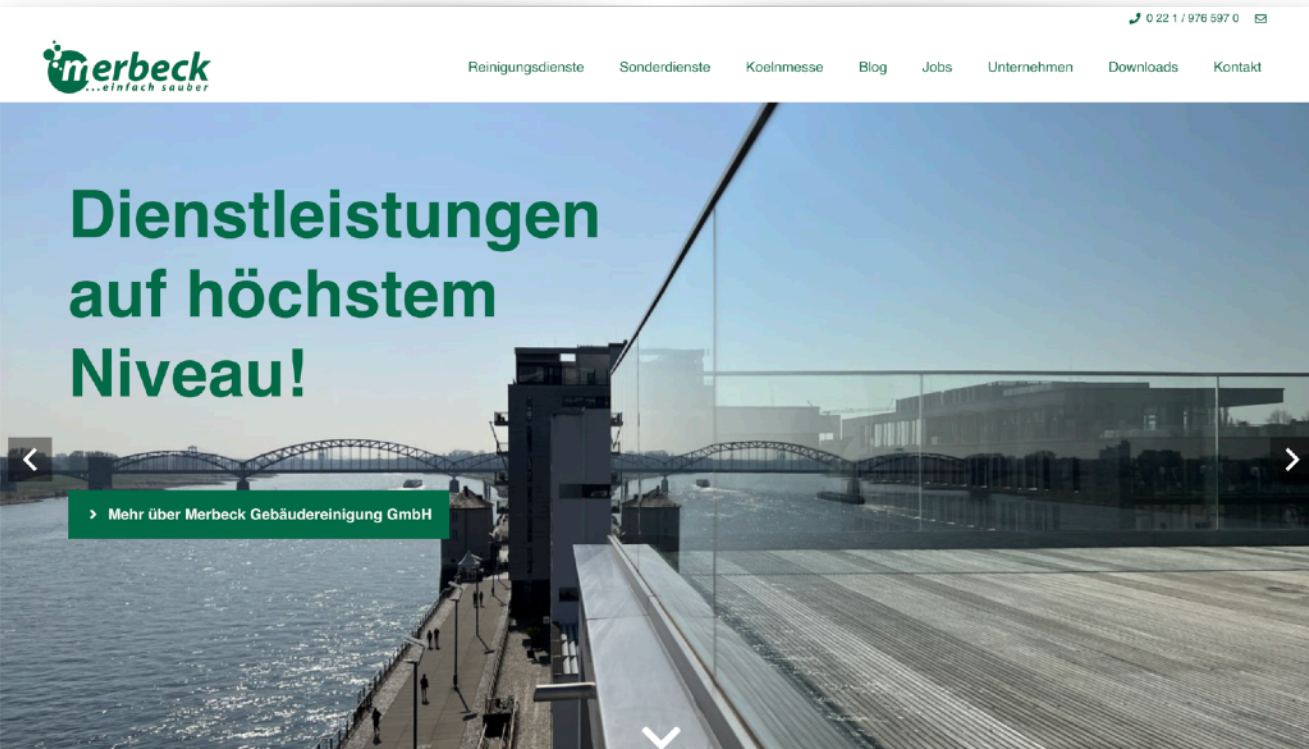 0 22 1 / 976 597 0
merbeck
...einfach sauber
Reinigungsdienste Sonderdienste Koelnmesse Blog Jobs Unternehmen Downloads Kontakt
Dienstleistungen
auf höchstem
Niveau!
Mehr über Merbeck Gebäudereinigung GmbH